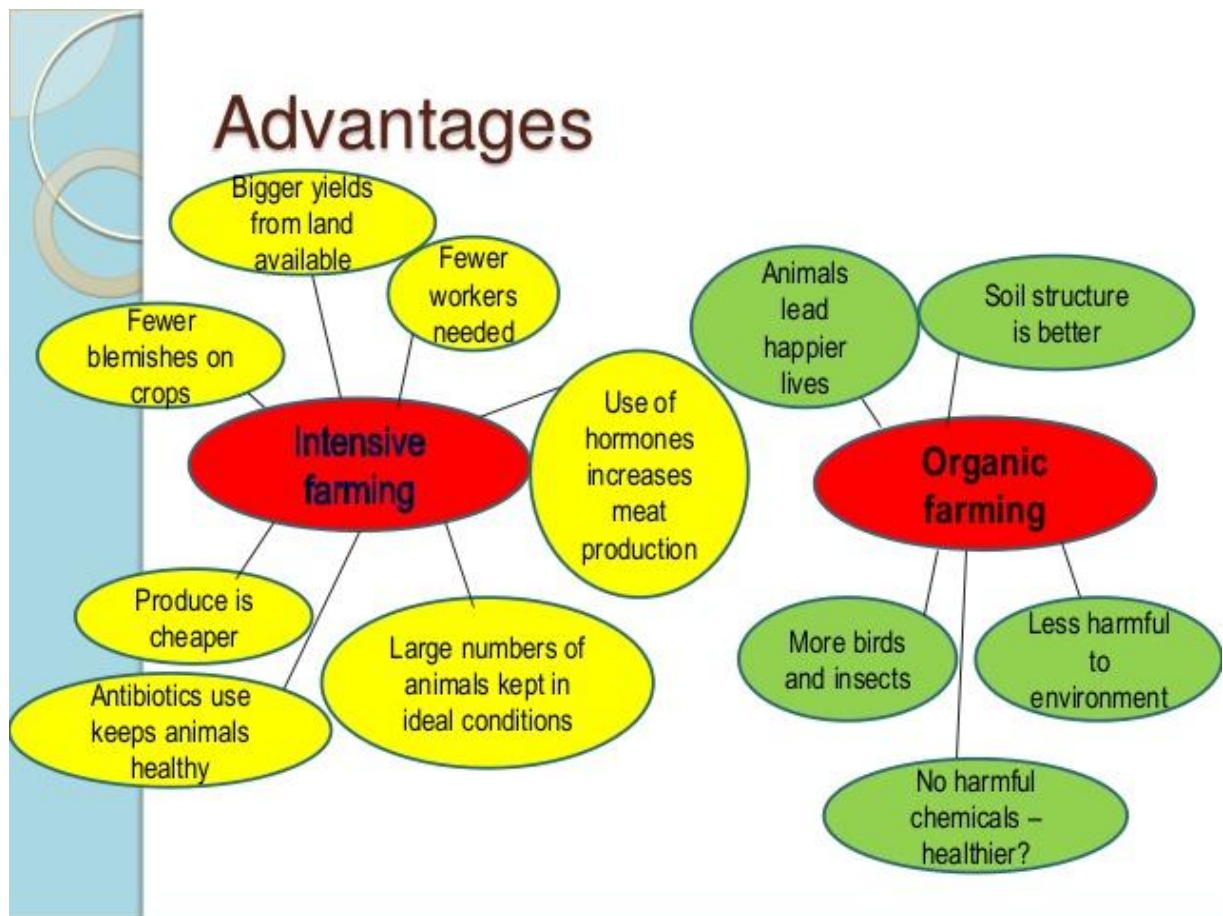 Advantages
Bigger yields
from land
available
Fewer
workers
needed
Fewer
blemishes on
crops
Intensive
farming
Use of
hormones
increases
meat
production
Produce is
cheaper
Antibiotics use
keeps animals
healthy
Large numbers of
animals kept in
ideal conditions
Animals
lead
happier
lives
Soil structure
is better
Organic
farming
More birds
and insects
Less harmful
to
environment
No harmful
chemicals –
healthier?